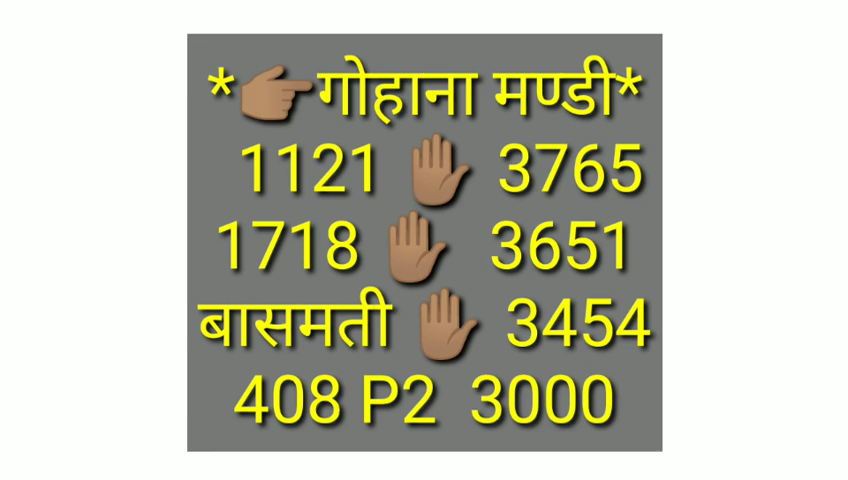 *👉🏽गोहाना मण्डी*
1121 ✋🏽 3765
1718 ✋🏽 3651
बासमती ✋🏽 3454
408 P2 3000